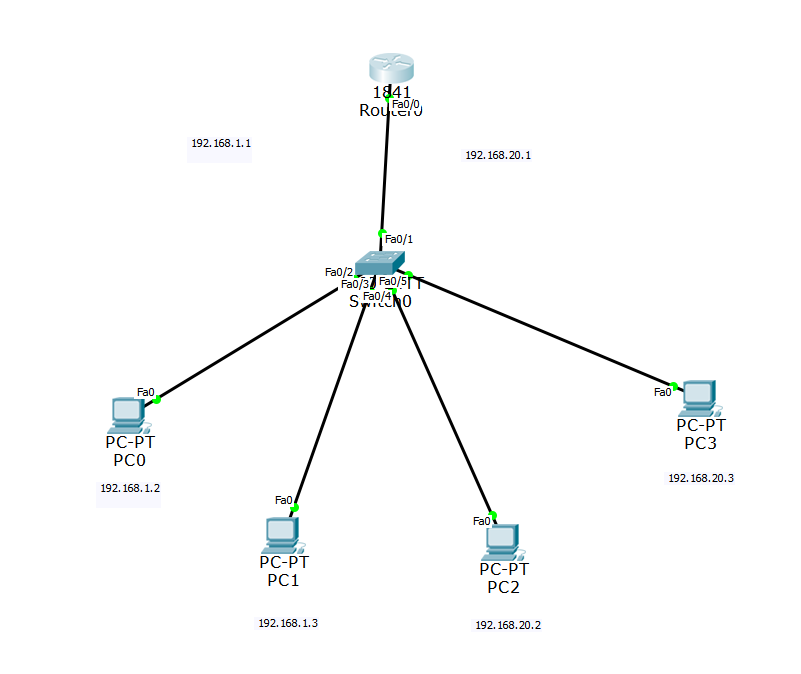 1841
Router0
Fa0/0
192.168.1.1
192.168.20.1
Fa0/1
Fa0/2
Fa0/3
Fa0/5
Fa0/4
Switch0
Fa0
PC-PT
PC0
192.168.1.2
Fa0
PC-PT
PC3
192.168.20.3
Fa0
PC-PT
PC1
192.168.1.3
Fa0
PC-PT
PC2
192.168.20.2